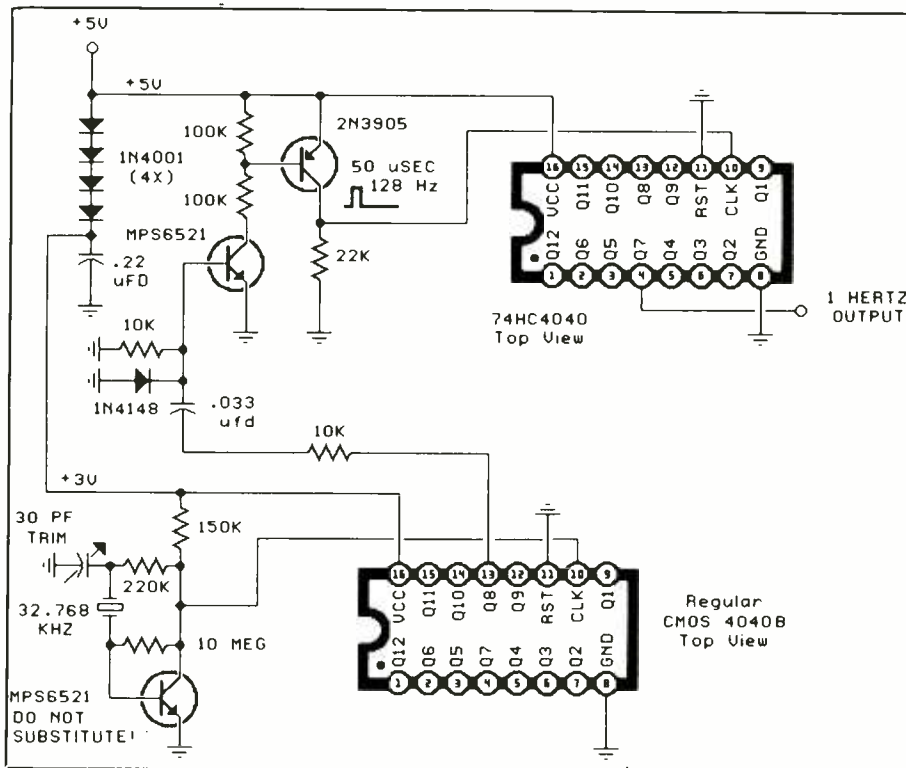 +5V
+5V
100K
2N3905
1N4001
(4X)
50 uSEC
128 Hz
100K
MPS6521
22K
.22
uFD
10K
1N4148
.033
ufd
10K
16 15 14 13 12 11 10 9
VCC Q11 Q10 Q8 Q9 RST CLK Q1
Q12 Q6 Q5 Q7 Q4 Q3 Q2 GND
1 2 3 4 5 6 7 8
74HC4040
Top View
1 HERTZ
OUTPUT
+3V
30 PF
TRIM
150K
220K
32.768
KHZ
10 MEG
MPS6521
DO NOT
SUBSTITUTE!
16 15 14 13 12 11 10 9
VCC Q11 Q10 Q8 Q9 RST CLK Q1
Q12 Q6 Q5 Q7 Q4 Q3 Q2 GND
1 2 3 4 5 6 7 8
Regular
CMOS 4040B
Top View